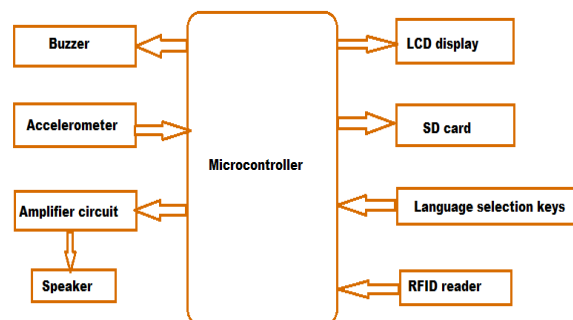 Buzzer
LCD display
Accelerometer
SD card
Microcontroller
Amplifier circuit
Language selection keys
Speaker
RFID reader